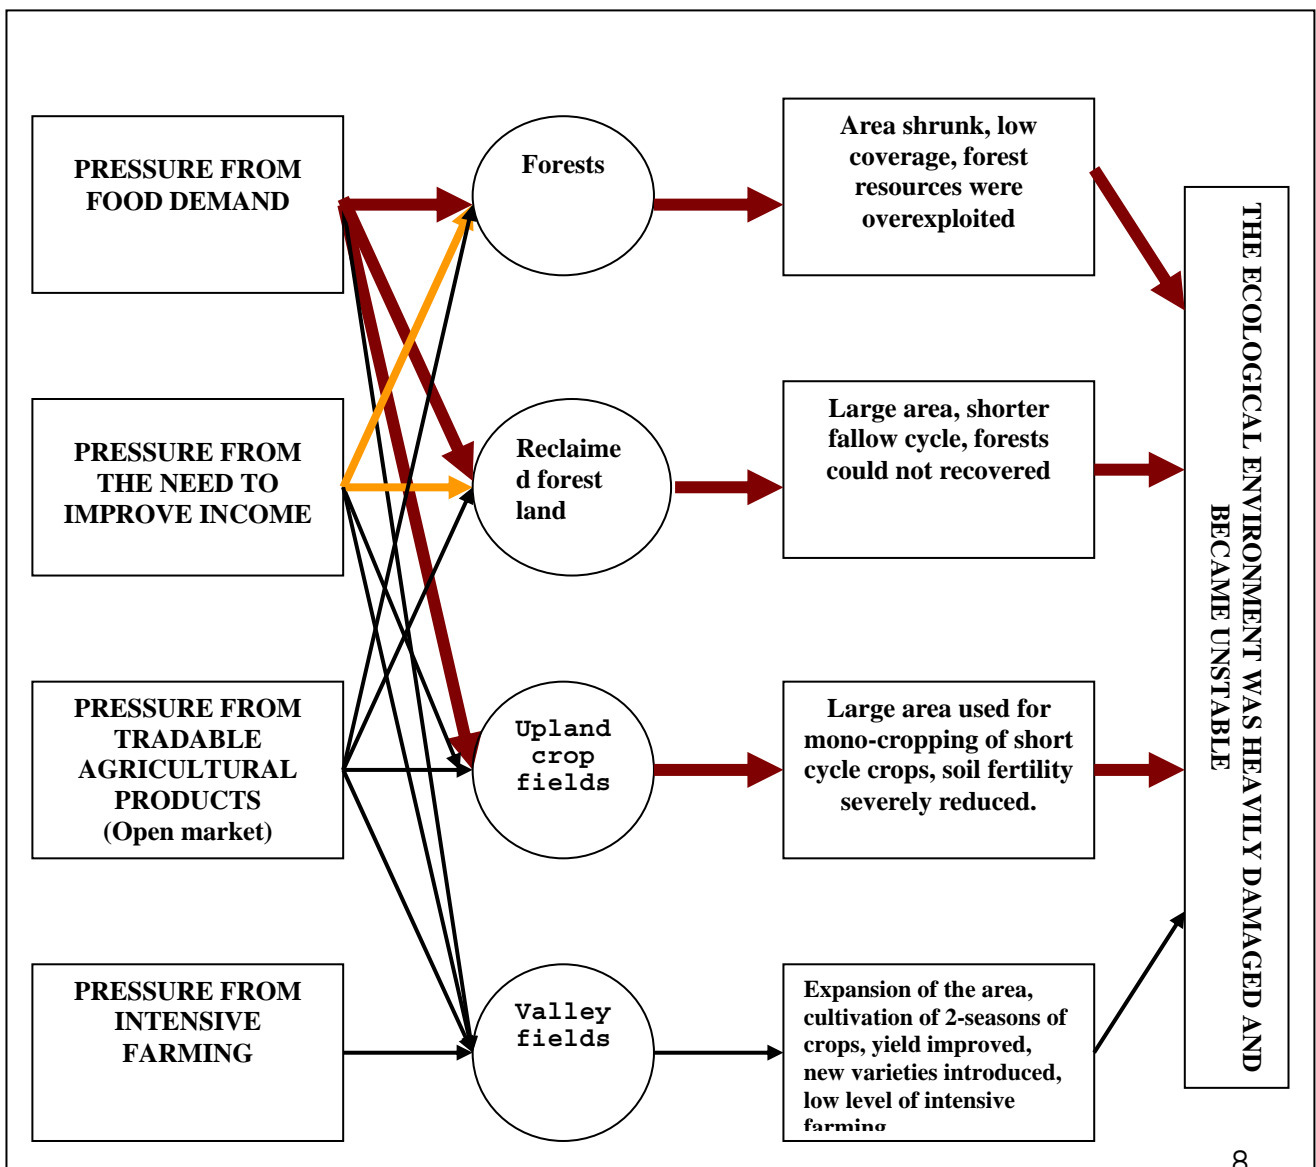 PRESSURE FROM
FOOD DEMAND
Forests
Area shrunk, low
coverage, forest
resources were
overexploited
PRESSURE FROM
THE NEED TO
IMPROVE INCOME
Reclaime
d forest
land
Large area, shorter
fallow cycle, forests
could not recovered
PRESSURE FROM
TRADABLE
AGRICULTURAL
PRODUCTS
(Open market)
Upland
crop
fields
Large area used for
mono-cropping of short
cycle crops, soil fertility
severely reduced.
PRESSURE FROM
INTENSIVE
FARMING
Valley
fields
Expansion of the area,
cultivation of 2-seasons of
crops, yield improved,
new varieties introduced,
low level of intensive
farming
THE ECOLOGICAL ENVIRONMENT WAS HEAVILY DAMAGED AND
BECAME UNSTABLE
8